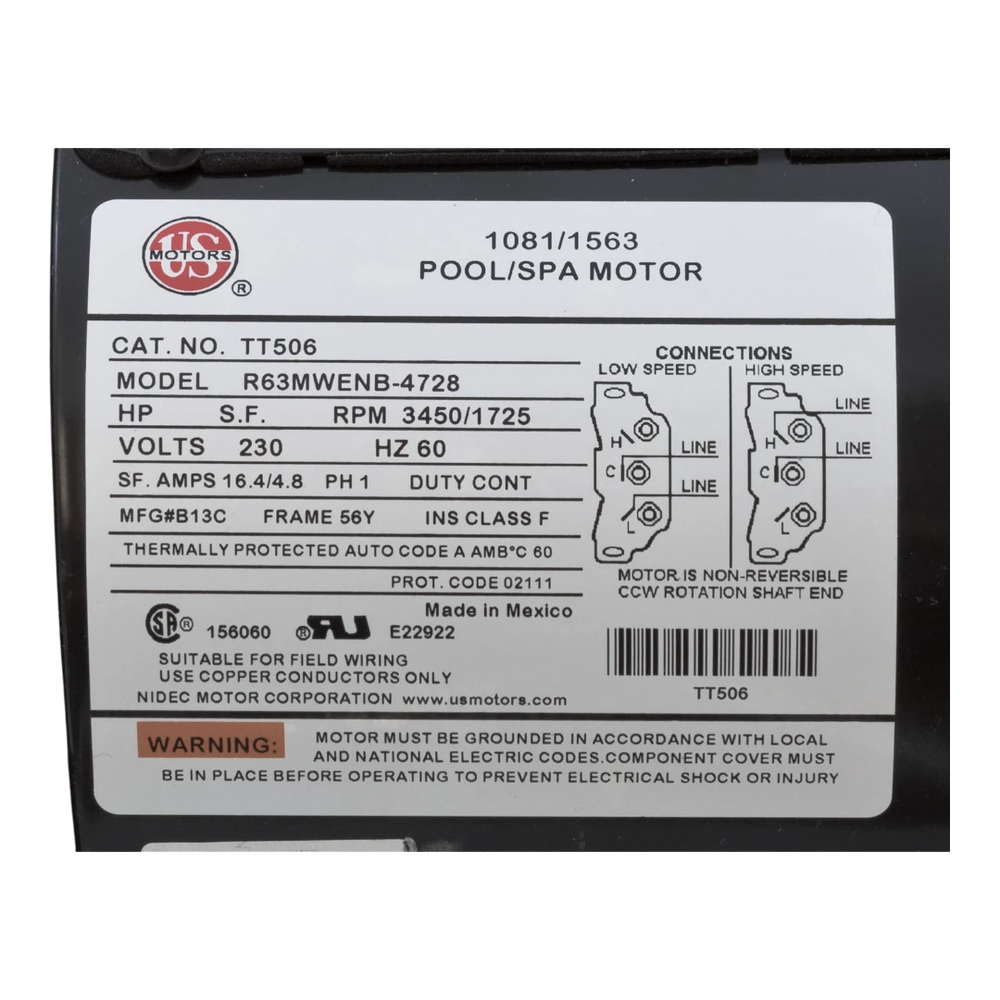 US
MOTORS
®
1081/1563
POOL/SPA MOTOR
CAT. NO. TT506
MODEL R63MWENB-4728
HP S.F. RPM 3450/1725
VOLTS 230 HZ 60
SF. AMPS 16.4/4.8 PH 1 DUTY CONT
MFG#B13C FRAME 56Y INS CLASS F
THERMALLY PROTECTED AUTO CODE A AMB°C 60
PROT. CODE 02111
Made in Mexico
SA ® 156060 ® RU E22922
SUITABLE FOR FIELD WIRING
USE COPPER CONDUCTORS ONLY
NIDEC MOTOR CORPORATION www.usmotors.com
CONNECTIONS
LOW SPEED HIGH SPEED
H
C
L
LINE
LINE
H
C
L
LINE
LINE
MOTOR IS NON-REVERSIBLE
CCW ROTATION SHAFT END
TT506
WARNING:
MOTOR MUST BE GROUNDED IN ACCORDANCE WITH LOCAL
AND NATIONAL ELECTRIC CODES.COMPONENT COVER MUST
BE IN PLACE BEFORE OPERATING TO PREVENT ELECTRICAL SHOCK OR INJURY